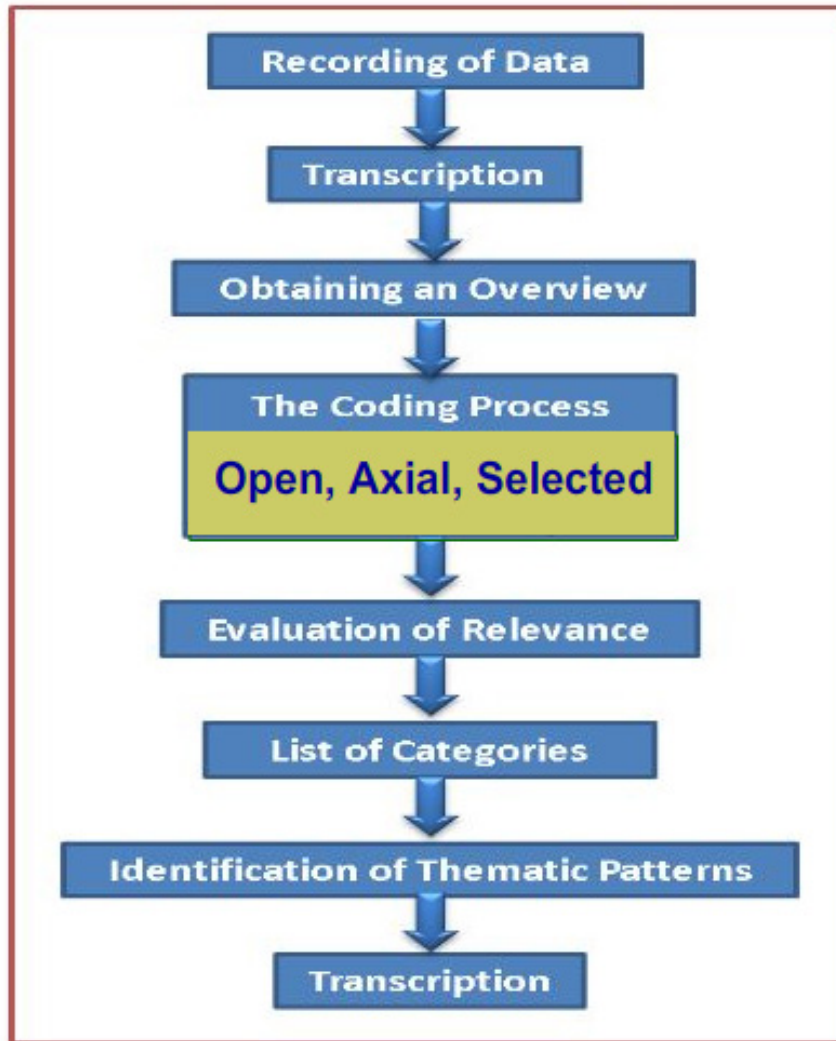 Recording of Data
Transcription
Obtaining an Overview
The Coding Process
Open, Axial, Selected
Evaluation of Relevance
List of Categories
Identification of Thematic Patterns
Transcription